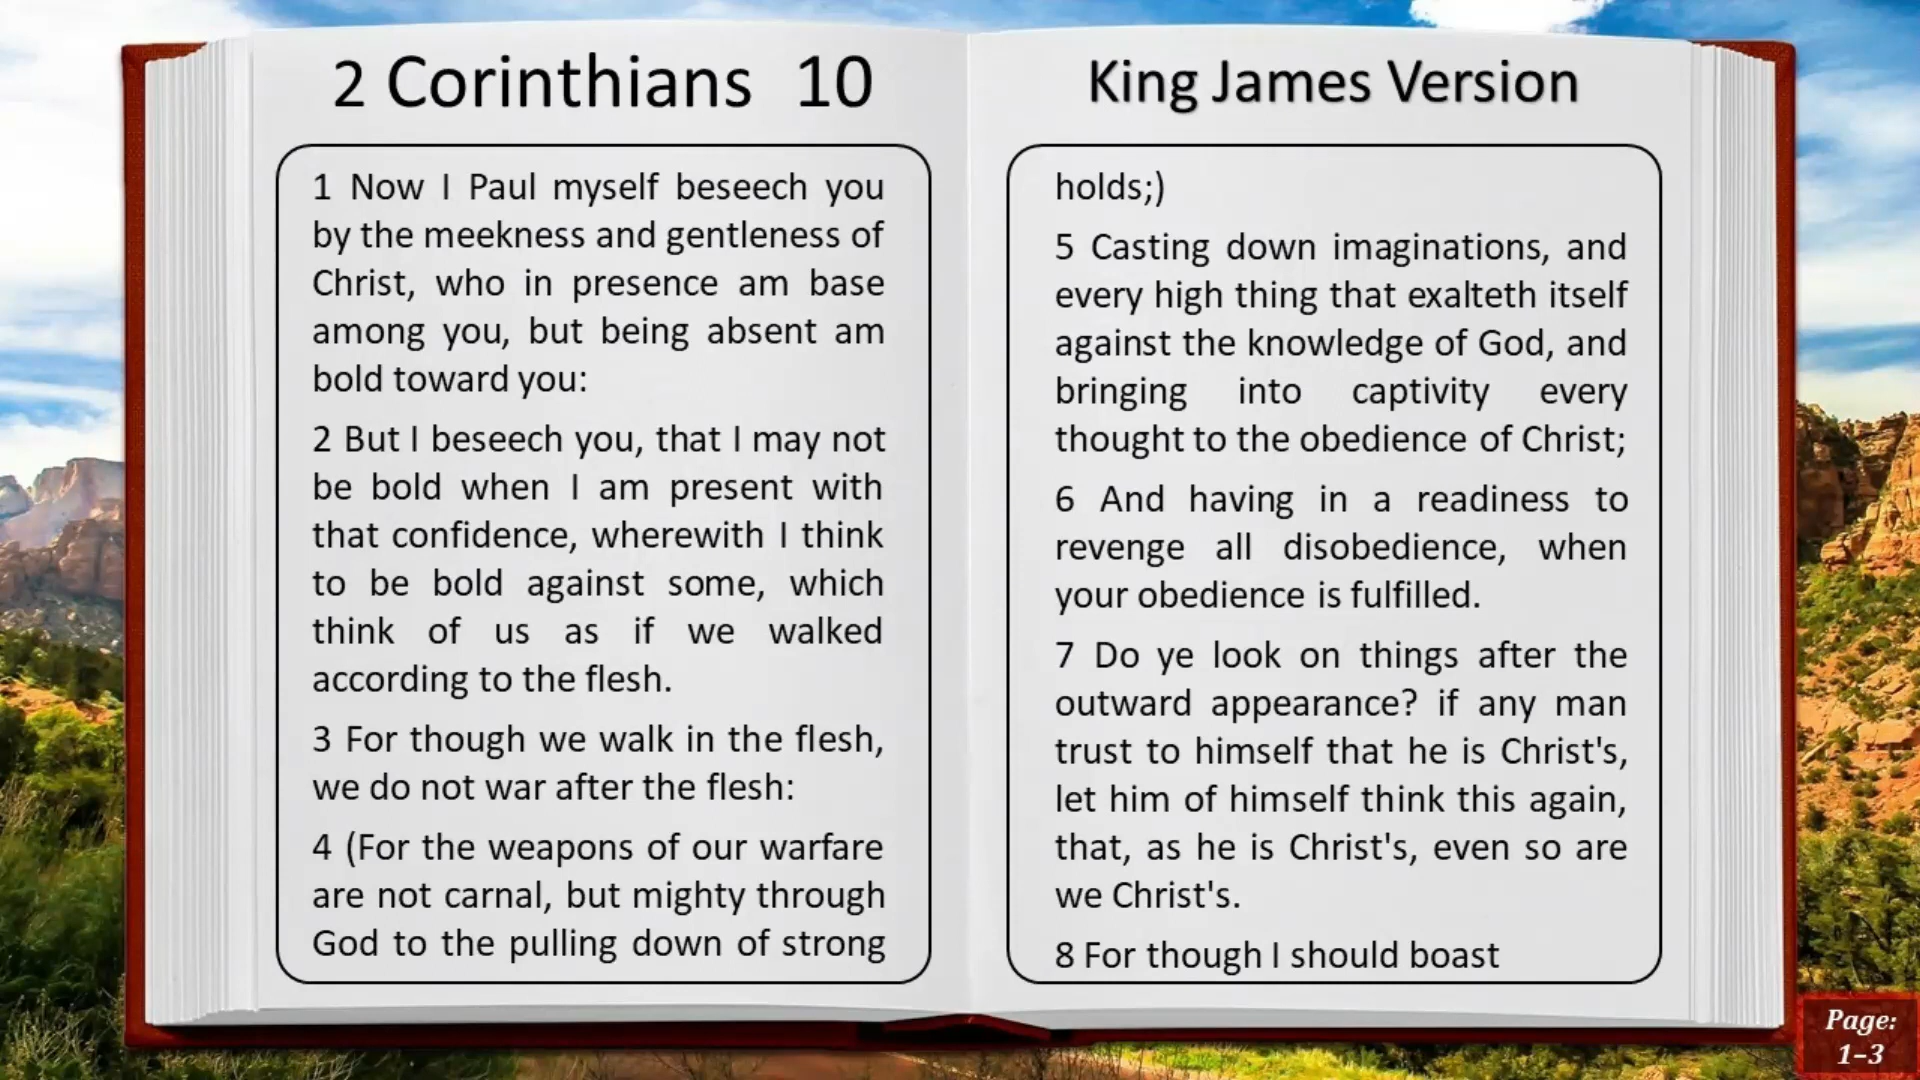 2 Corinthians 10
1 Now I Paul myself beseech you
by the meekness and gentleness of
Christ, who in presence am base
among you, but being absent am
bold toward you:
2 But I beseech you, that I may not
be bold when I am present with
that confidence, wherewith I think
to be bold against some, which
think of us as if we walked
according to the flesh.
3 For though we walk in the flesh,
we do not war after the flesh:
4 (For the weapons of our warfare
are not carnal, but mighty through
God to the pulling down of strong
King James Version
holds;)
5 Casting down imaginations, and
every high thing that exalteth itself
against the knowledge of God, and
bringing into captivity every
thought to the obedience of Christ;
6 And having in a readiness to
revenge all disobedience, when
your obedience is fulfilled.
7 Do ye look on things after the
outward appearance? if any man
trust to himself that he is Christ's,
let him of himself think this again,
that, as he is Christ's, even so are
we Christ's.
8 For though I should boast
Page:
1–3